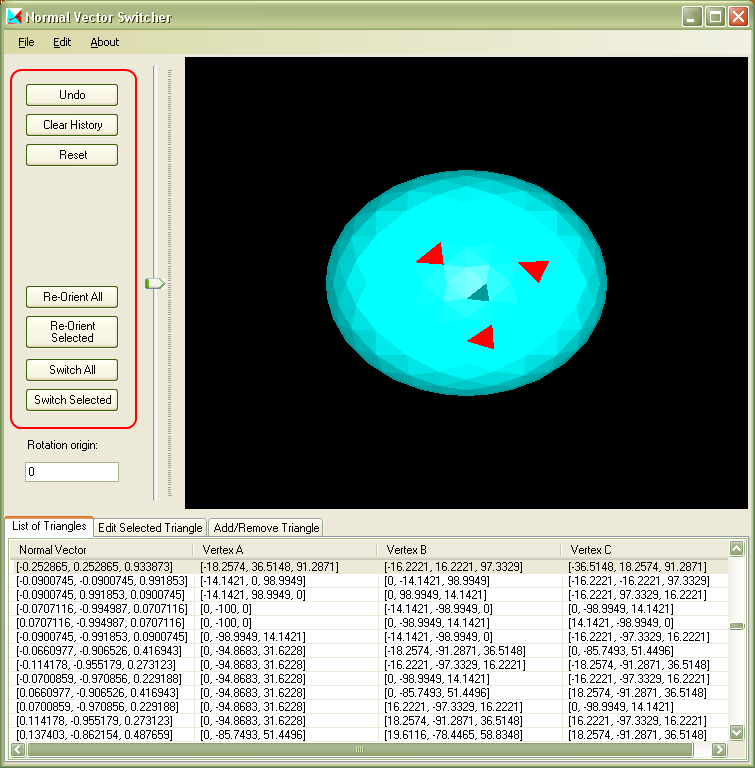 Normal Vector Switcher
File Edit About
Undo
Clear History
Reset
Re-Orient All
Re-Orient
Selected
Switch All
Switch Selected
Rotation origin:
0
List of Triangles Edit Selected Triangle Add/Remove Triangle
Normal Vector Vertex A Vertex B Vertex C
[-0.252865, 0.252865, 0.933873] [-18.2574, 36.5148, 91.2871] [-16.2221, 16.2221, 97.3329] [-36.5148, 18.2574, 91.2871]
[-0.0900745, -0.0900745, 0.991853] [-14.1421, 0, 98.9949] [0, -14.1421, 98.9949] [-16.2221, -16.2221, 97.3329]
[-0.0900745, 0.991853, 0.0900745] [-14.1421, 98.9949, 0] [0, 98.9949, 14.1421] [-16.2221, 97.3329, 16.2221]
[-0.0707116, -0.994987, 0.0707116] [0, -100, 0] [-14.1421, -98.9949, 0] [0, -98.9949, 14.1421]
[0.0707116, -0.994987, 0.0707116] [0, -100, 0] [0, -98.9949, 14.1421] [14.1421, -98.9949, 0]
[-0.0900745, -0.991853, 0.0900745] [0, -98.9949, 14.1421] [-14.1421, -98.9949, 0] [-16.2221, -97.3329, 16.2221]
[-0.0660977, -0.906526, 0.416943] [0, -94.8683, 31.6228] [-18.2574, -91.2871, 36.5148] [0, -85.7493, 51.4496]
[-0.114178, -0.955179, 0.273123] [0, -94.8683, 31.6228] [-16.2221, -97.3329, 16.2221] [-18.2574, -91.2871, 36.5148]
[-0.0700859, -0.970856, 0.229188] [0, -94.8683, 31.6228] [0, -98.9949, 14.1421] [-16.2221, -97.3329, 16.2221]
[0.0660977, -0.906526, 0.416943] [0, -94.8683, 31.6228] [0, -85.7493, 51.4496] [18.2574, -91.2871, 36.5148]
[0.0700859, -0.970856, 0.229188] [0, -94.8683, 31.6228] [16.2221, -97.3329, 16.2221] [0, -98.9949, 14.1421]
[0.114178, -0.955179, 0.273123] [0, -94.8683, 31.6228] [18.2574, -91.2871, 36.5148] [16.2221, -97.3329, 16.2221]
[0.137403, -0.862154, 0.487659] [0, -85.7493, 51.4496] [19.6116, -78.4465, 58.8348] [18.2574, -91.2871, 36.5148]